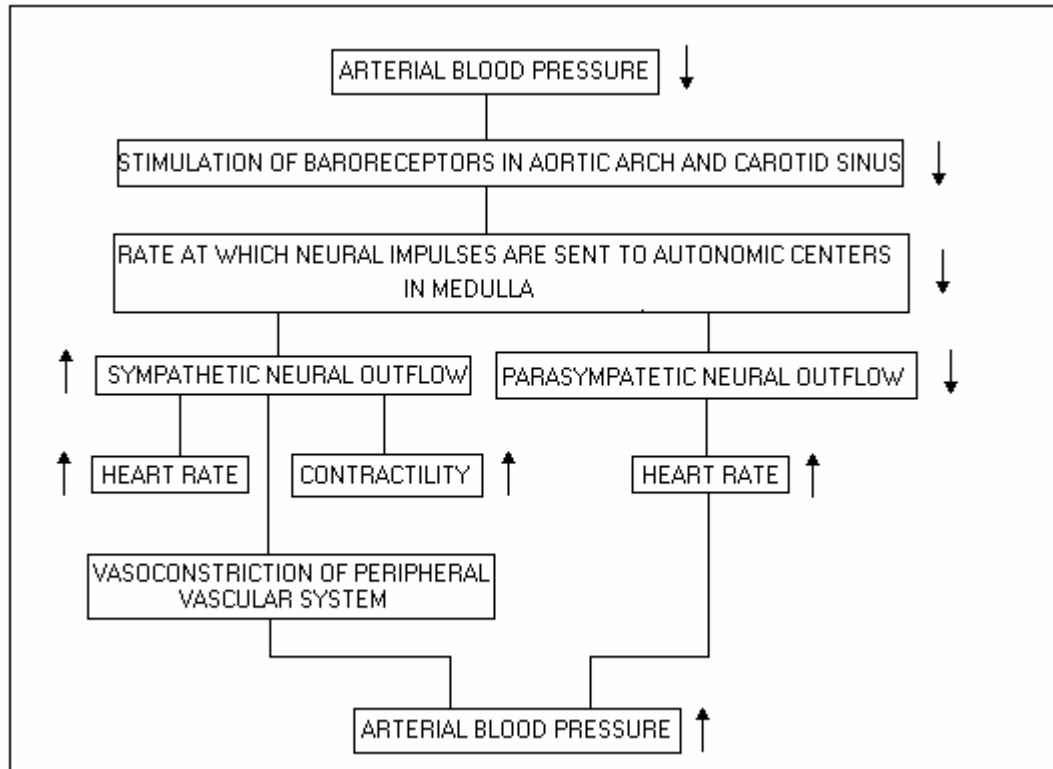 ARTERIAL BLOOD PRESSURE
STIMULATION OF BARORECEPTORS IN AORTIC ARCH AND CAROTID SINUS
RATE AT WHICH NEURAL IMPULSES ARE SENT TO AUTONOMIC CENTERS
IN MEDULLA
SYMPATHETIC NEURAL OUTFLOW
PARASYMPATETIC NEURAL OUTFLOW
HEART RATE
CONTRACTILITY
HEART RATE
VASOCONSTRICTION OF PERIPHERAL
VASCULAR SYSTEM
ARTERIAL BLOOD PRESSURE